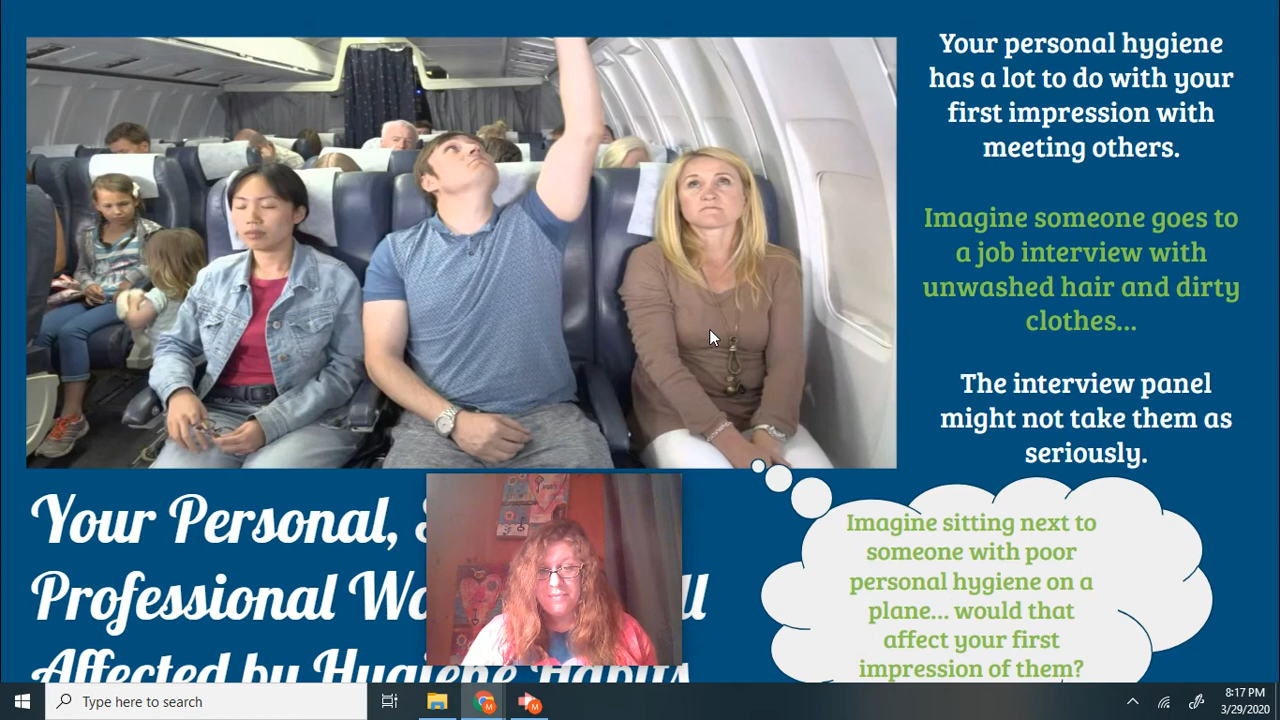 Your personal hygiene
has a lot to do with your
first impression with
meeting others.
Imagine someone goes to
a job interview with
unwashed hair and dirty
clothes...
The interview panel
might not take them as
seriously.
Imagine sitting next to
someone with poor
personal hygiene on a
plane... would that
affect your first
impression of them?
Your Personal,
Professional
Affected by Hygiene Habits
Type here to search
8:17 PM
3/29/2020